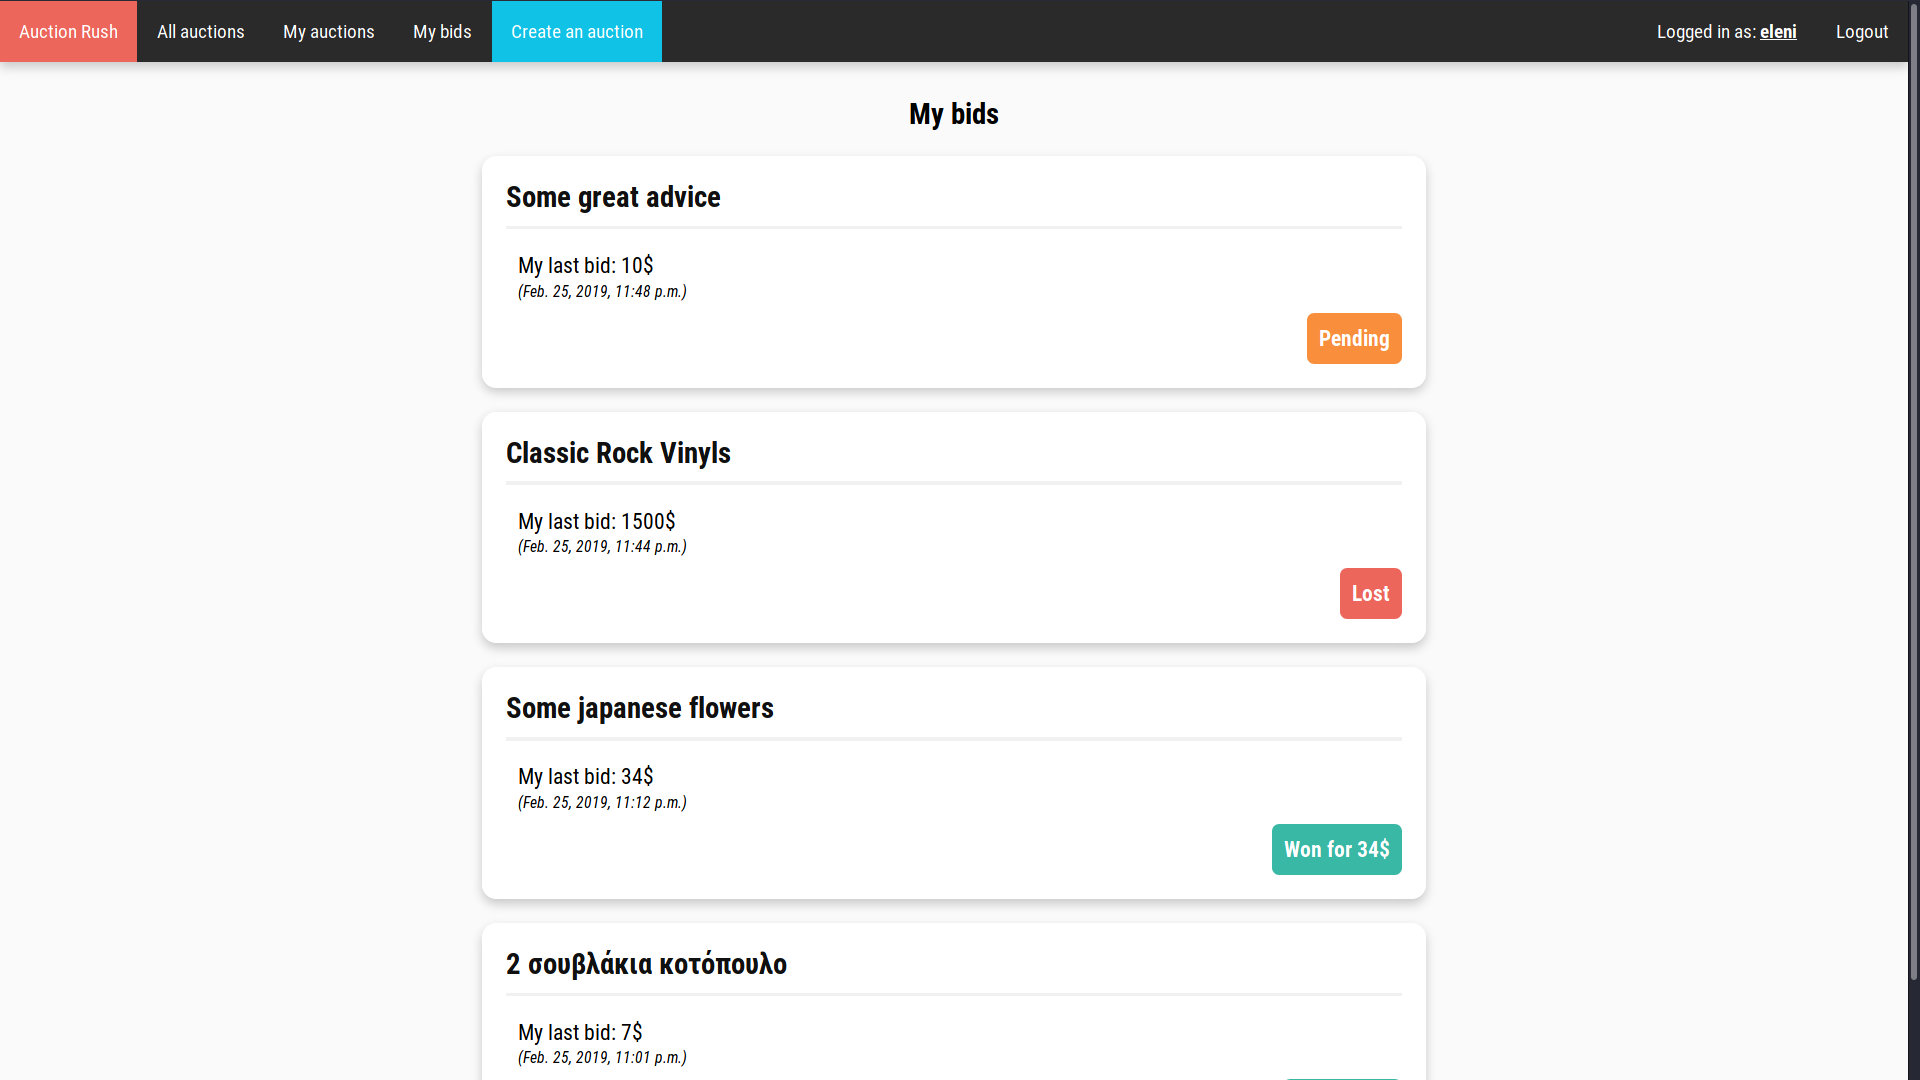 Auction Rush All auctions My auctions My bids Create an auction Logged in as: eleni Logout
My bids
Some great advice
My last bid: 10$
(Feb. 25, 2019, 11:48 p.m.)
Pending
Classic Rock Vinyls
My last bid: 1500$
(Feb. 25, 2019, 11:44 p.m.)
Lost
Some japanese flowers
My last bid: 34$
(Feb. 25, 2019, 11:12 p.m.)
Won for 34$
2 σουβλάκια κοτόπουλο
My last bid: 7$
(Feb. 25, 2019, 11:01 p.m.)